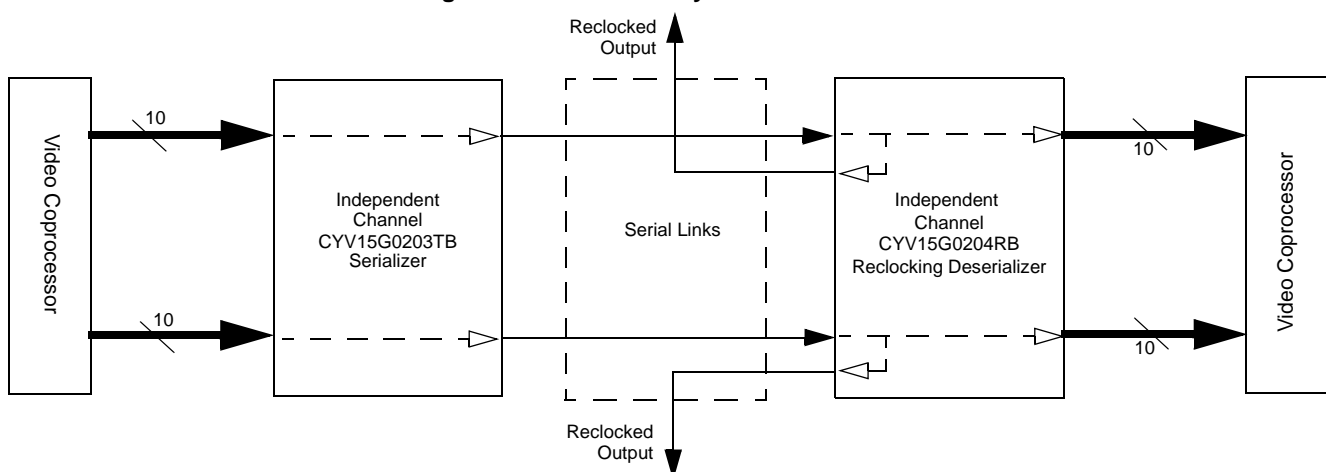 Reclocked
Output
10
10
Video Coprocessor
Independent
Channel
CYV15G0203TB
Serializer
Serial Links
Independent
Channel
CYV15G0204RB
Reclocking Deserializer
Video Coprocessor
10
10
Reclocked
Output